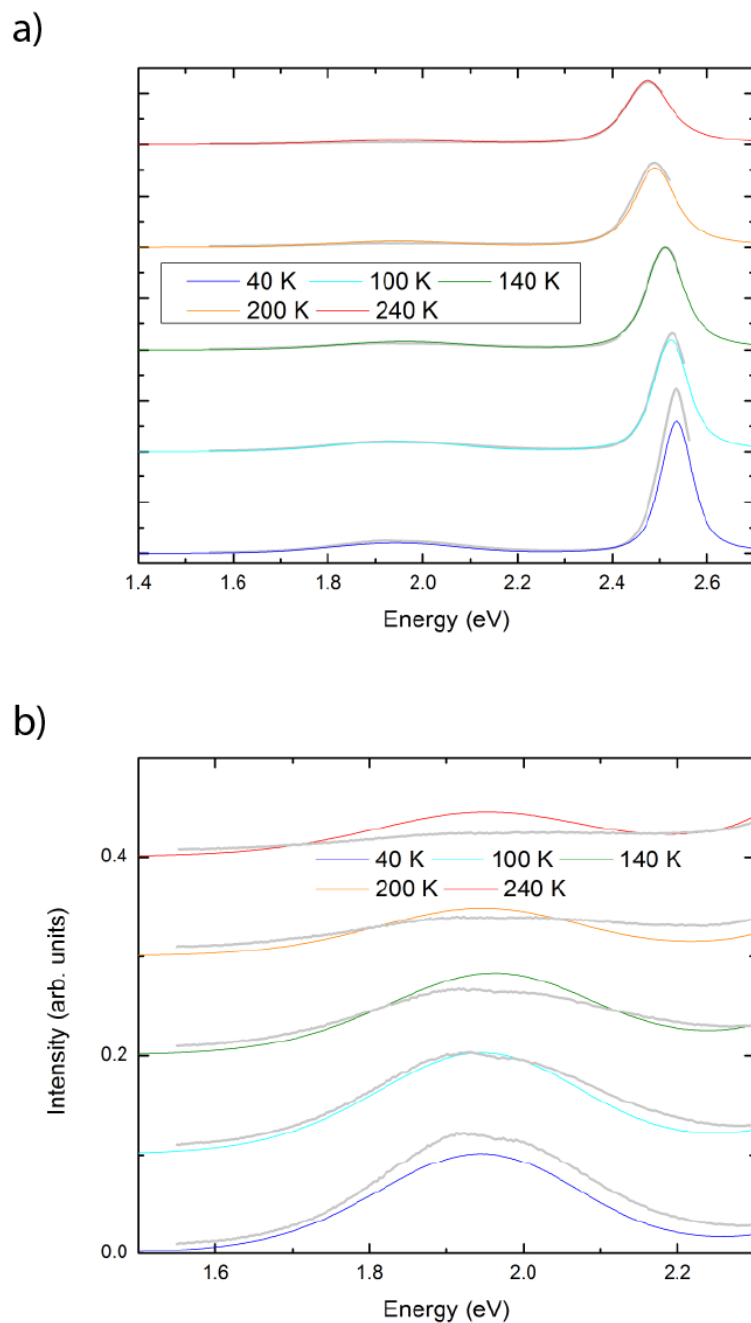 a)
40 K 100 K 140 K
200 K 240 K
1.4 1.6 1.8 2.0 2.2 2.4 2.6
Energy (eV)
b)
Intensity (arb. units)
0.4
40 K 100 K 140 K
200 K 240 K
0.2
0.0
1.6 1.8 2.0 2.2
Energy (eV)